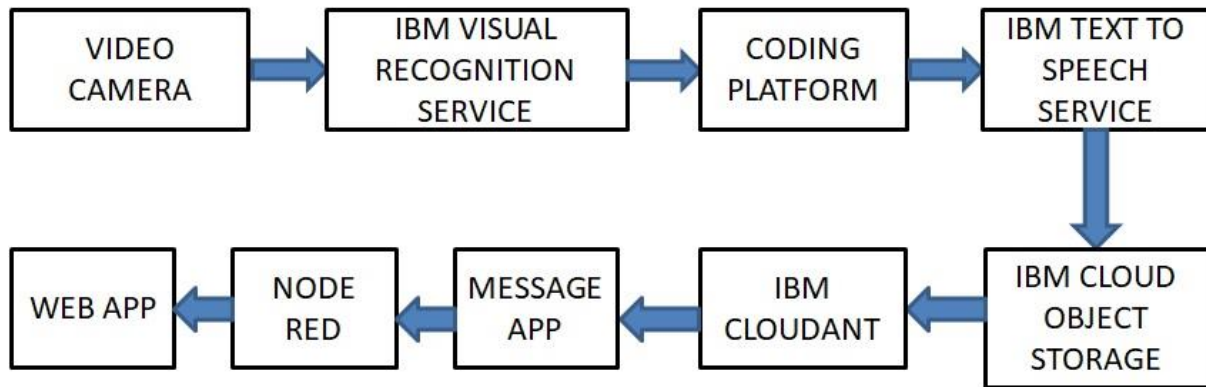 VIDEO
CAMERA
IBM VISUAL
RECOGNITION
SERVICE
CODING
PLATFORM
IBM TEXT TO
SPEECH
SERVICE
IBM CLOUD
OBJECT
STORAGE
IBM
CLOUDANT
MESSAGE
APP
NODE
RED
WEB APP